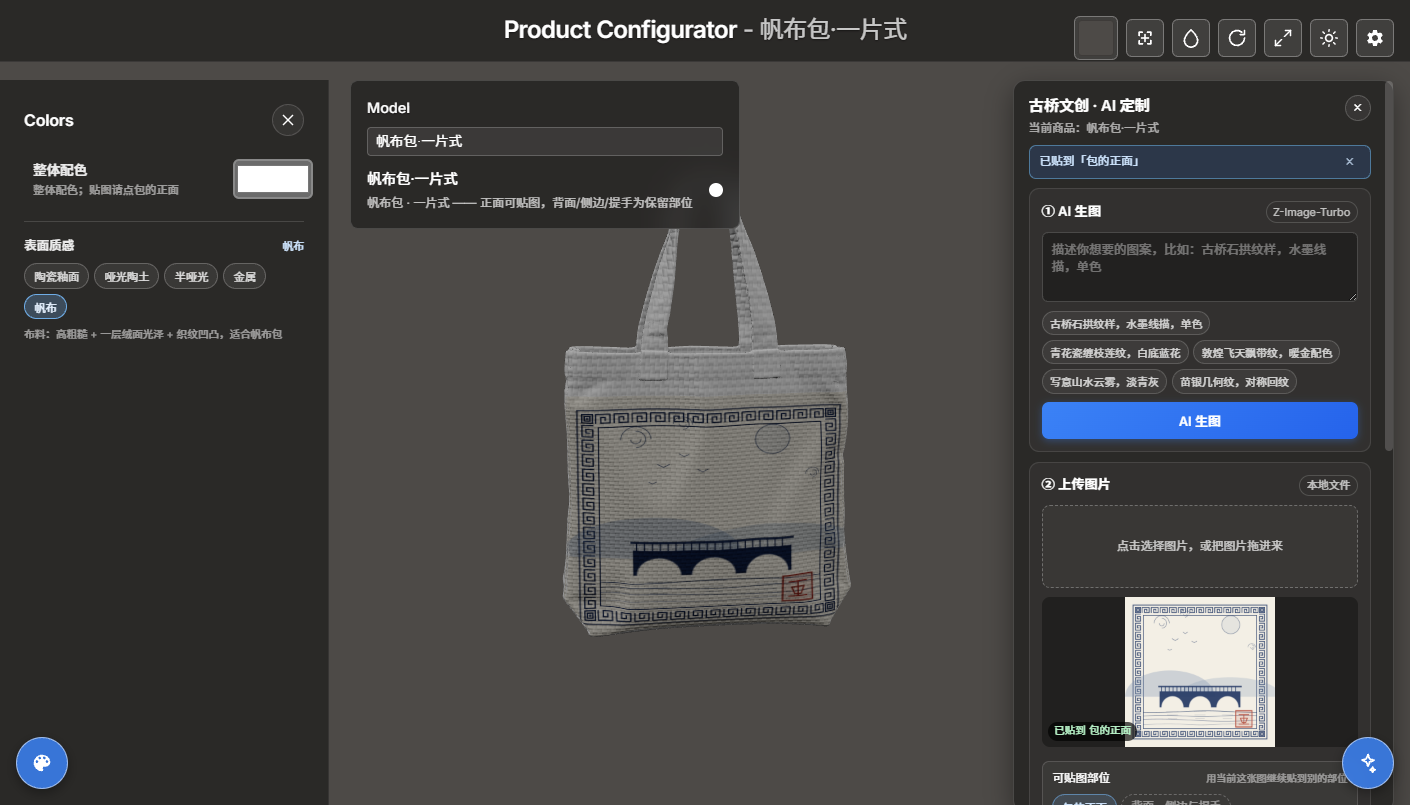 Product Configurator - 帆布包·一片式
Colors
整体配色
整体配色；贴图请点包的正面
表面质感
帆布
陶瓷釉面
哑光陶土
半哑光
金属
帆布
布料：高粗糙 + 一层绒面光泽 + 织纹凹凸，适合帆布包
Model
帆布包·一片式
帆布包·一片式
帆布包 · 一片式 —— 正面可贴图，背面/侧边/提手为保留部位
古桥文创 · AI 定制
当前商品：帆布包·一片式
已贴到「包的正面」
① AI 生图
Z-Image-Turbo
描述你想要的图案，比如：古桥石拱纹样，水墨线
描，单色
古桥石拱纹样，水墨线描，单色
青花瓷缠枝莲纹，白底蓝花
敦煌飞天飘带纹，暖金配色
写意山水云雾，淡青灰
苗银几何纹，对称回纹
AI 生图
② 上传图片
本地文件
点击选择图片，或把图片拖进来
已贴到 包的正面
可贴图部位
用当前这张图继续贴到别的部位
包的正面
背面、侧边与提手